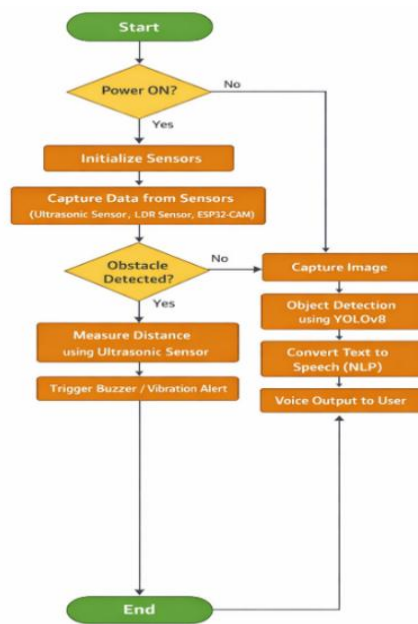 Start
Power ON?
No
Yes
Initialize Sensors
Capture Data from Sensors
(Ultrasonic Sensor, LDR Sensor, ESP32-CAM)
Obstacle
Detected?
No
Yes
Measure Distance
using Ultrasonic Sensor
Trigger Buzzer / Vibration Alert
Capture Image
Object Detection
using YOLOv8
Convert Text to
Speech (NLP)
Voice Output to User
End